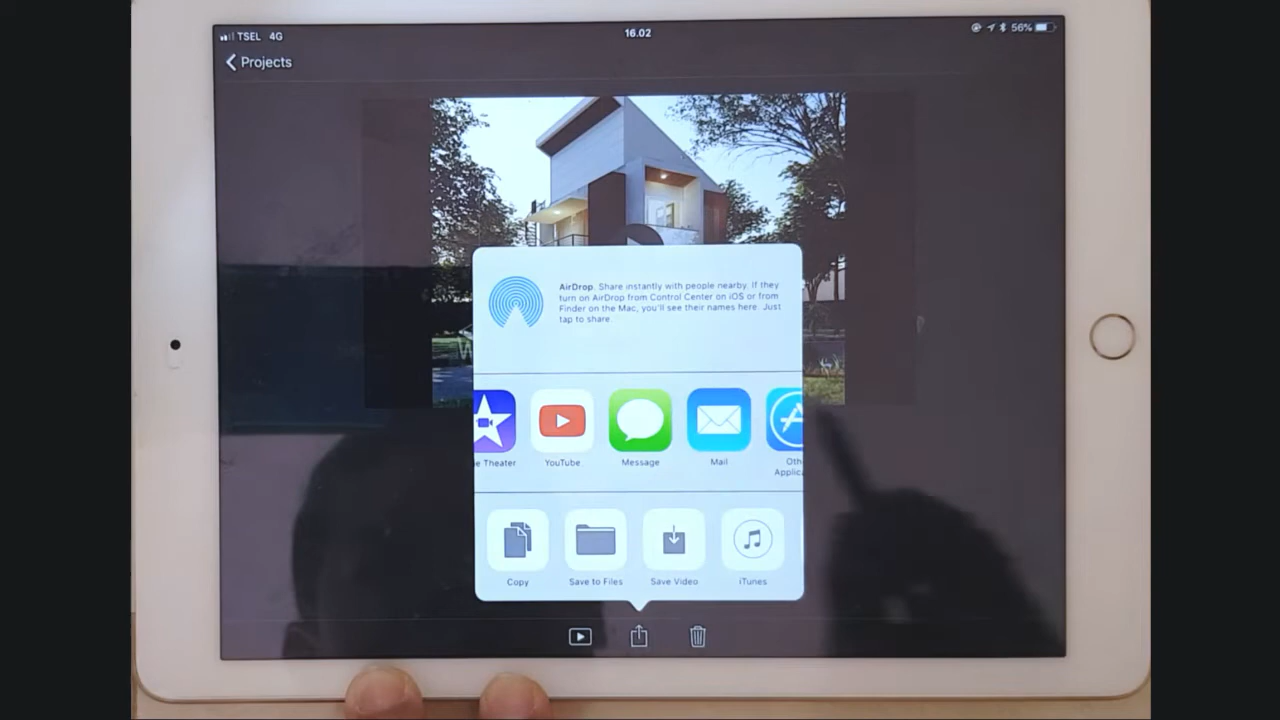 TSEL 4G
16.02
56%
Projects
AirDrop. Share instantly with people nearby. If they
turn on AirDrop from Control Center on iOS or from
Finder on the Mac, you'll see their names here. Just
tap to share.
e Theater
YouTube
Message
Mail
Oth
Applica
Copy
Save to Files
Save Video
iTunes